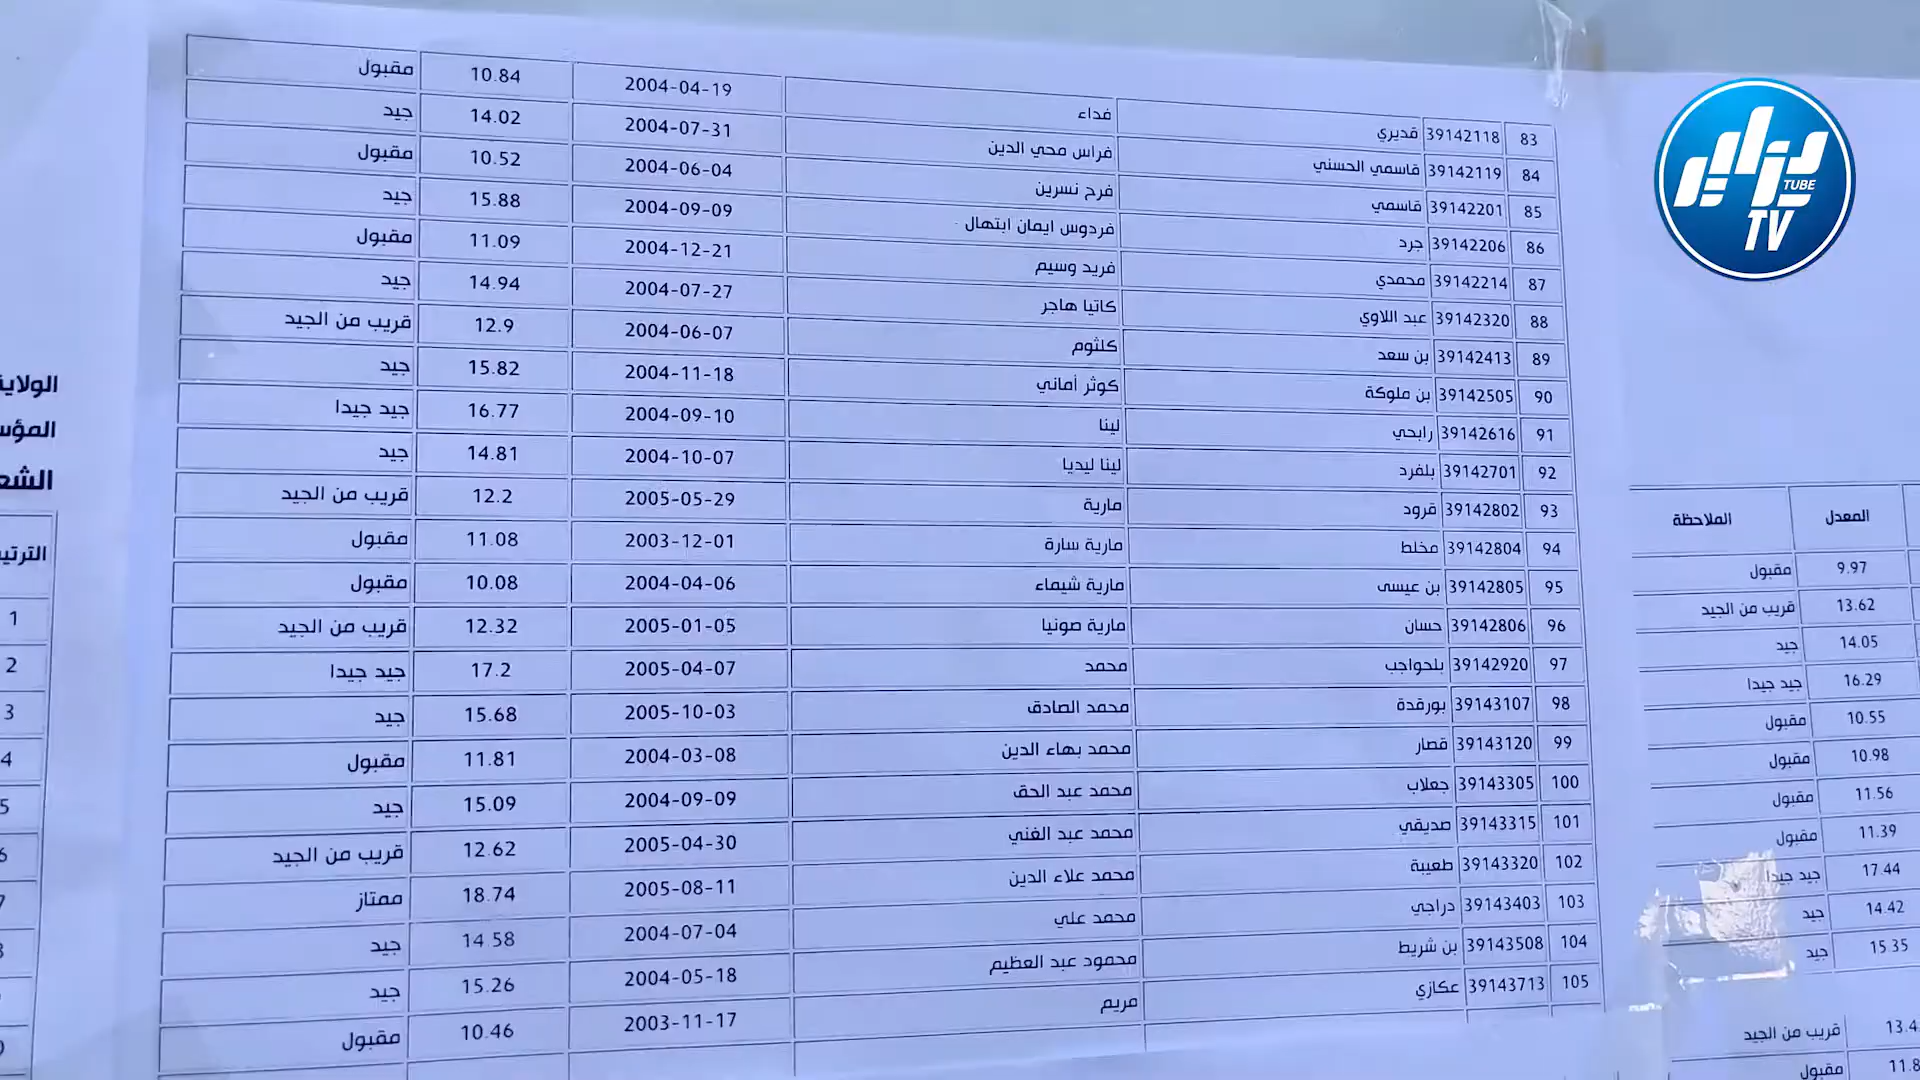 83 39142118 قديري فداء 2004-04-19 10.84 مقبول
84 39142119 قاسمي الحسني فراس محي الدين 2004-07-31 14.02 جيد
85 39142201 قاسمي فرح نسرين 2004-06-04 10.52 مقبول
86 39142206 جرد فردوس ايمان ابتهال 2004-09-09 15.88 جيد
87 39142214 محمدي فريد وسيم 2004-12-21 11.09 مقبول
88 39142320 عبد اللاوي كاتيا هاجر 2004-07-27 14.94 جيد
89 39142413 بن سعد كلثوم 2004-06-07 12.9 قريب من الجيد
90 39142505 بن ملوكة كوثر أماني 2004-11-18 15.82 جيد
91 39142616 رابحي لينا 2004-09-10 16.77 جيد جيدا
92 39142701 بلفرد لينا ليديا 2004-10-07 14.81 جيد
93 39142802 قرود مارية 2005-05-29 12.2 قريب من الجيد
94 39142804 مخلط مارية سارة 2003-12-01 11.08 مقبول
95 39142805 بن عيسى مارية شيماء 2004-04-06 10.08 مقبول
96 39142806 حسان مارية صونيا 2005-01-05 12.32 قريب من الجيد
97 39142920 بلحواجب محمد 2005-04-07 17.2 جيد جيدا
98 39143107 بورقدة محمد الصادق 2005-10-03 15.68 جيد
99 39143120 قصار محمد بهاء الدين 2004-03-08 11.81 مقبول
100 39143305 جعلاب محمد عبد الحق 2004-09-09 15.09 جيد
101 39143315 صديقي محمد عبد الغني 2005-04-30 12.62 قريب من الجيد
102 39143320 طعيبة محمد علاء الدين 2005-08-11 18.74 ممتاز
103 39143403 دراجي محمد علي 2004-07-04 14.58 جيد
104 39143508 بن شريط محمود عبد العظيم 2004-05-18 15.26 جيد
105 39143713 عكازي مريم 2003-11-17 10.46 مقبول
المعدل الملاحظة
9.97 مقبول
13.62 قريب من الجيد
14.05 جيد
16.29 جيد جيدا
10.55 مقبول
10.98 مقبول
11.56 مقبول
11.39 مقبول
17.44 جيد جيدا
14.42 جيد
15.35 جيد
قريب من الجيد
مقبول
1
2
3
4
TUBE
TV